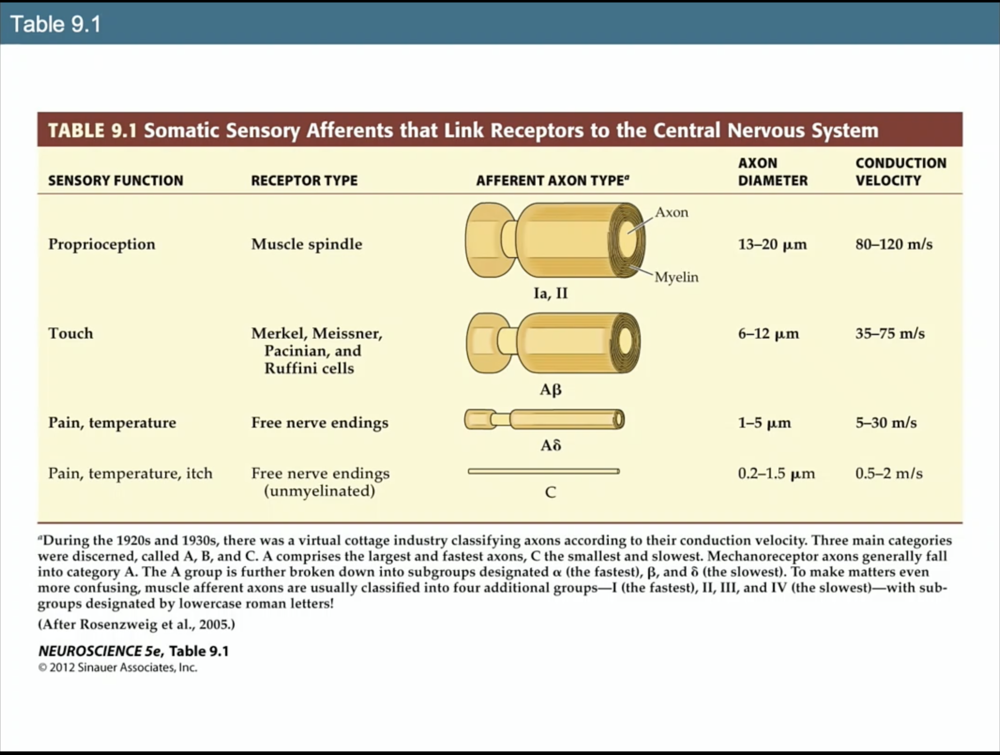 Table 9.1
TABLE 9.1 Somatic Sensory Afferents that Link Receptors to the Central Nervous System
SENSORY FUNCTION
RECEPTOR TYPE
AFFERENT AXON TYPEᵃ
AXON
DIAMETER
CONDUCTION
VELOCITY
Proprioception
Muscle spindle
Axon
Myelin
Ia, II
13–20 μm
80–120 m/s
Touch
Merkel, Meissner,
Pacinian, and
Ruffini cells
Aβ
6–12 μm
35–75 m/s
Pain, temperature
Free nerve endings
Aδ
1–5 μm
5–30 m/s
Pain, temperature, itch
Free nerve endings
(unmyelinated)
C
0.2–1.5 μm
0.5–2 m/s
ᵃDuring the 1920s and 1930s, there was a virtual cottage industry classifying axons according to their conduction velocity. Three main categories
were discerned, called A, B, and C. A comprises the largest and fastest axons, C the smallest and slowest. Mechanoreceptor axons generally fall
into category A. The A group is further broken down into subgroups designated α (the fastest), β, and δ (the slowest). To make matters even
more confusing, muscle afferent axons are usually classified into four additional groups—I (the fastest), II, III, and IV (the slowest)—with sub-
groups designated by lowercase roman letters!
(After Rosenzweig et al., 2005.)
NEUROSCIENCE 5e, Table 9.1
© 2012 Sinauer Associates, Inc.